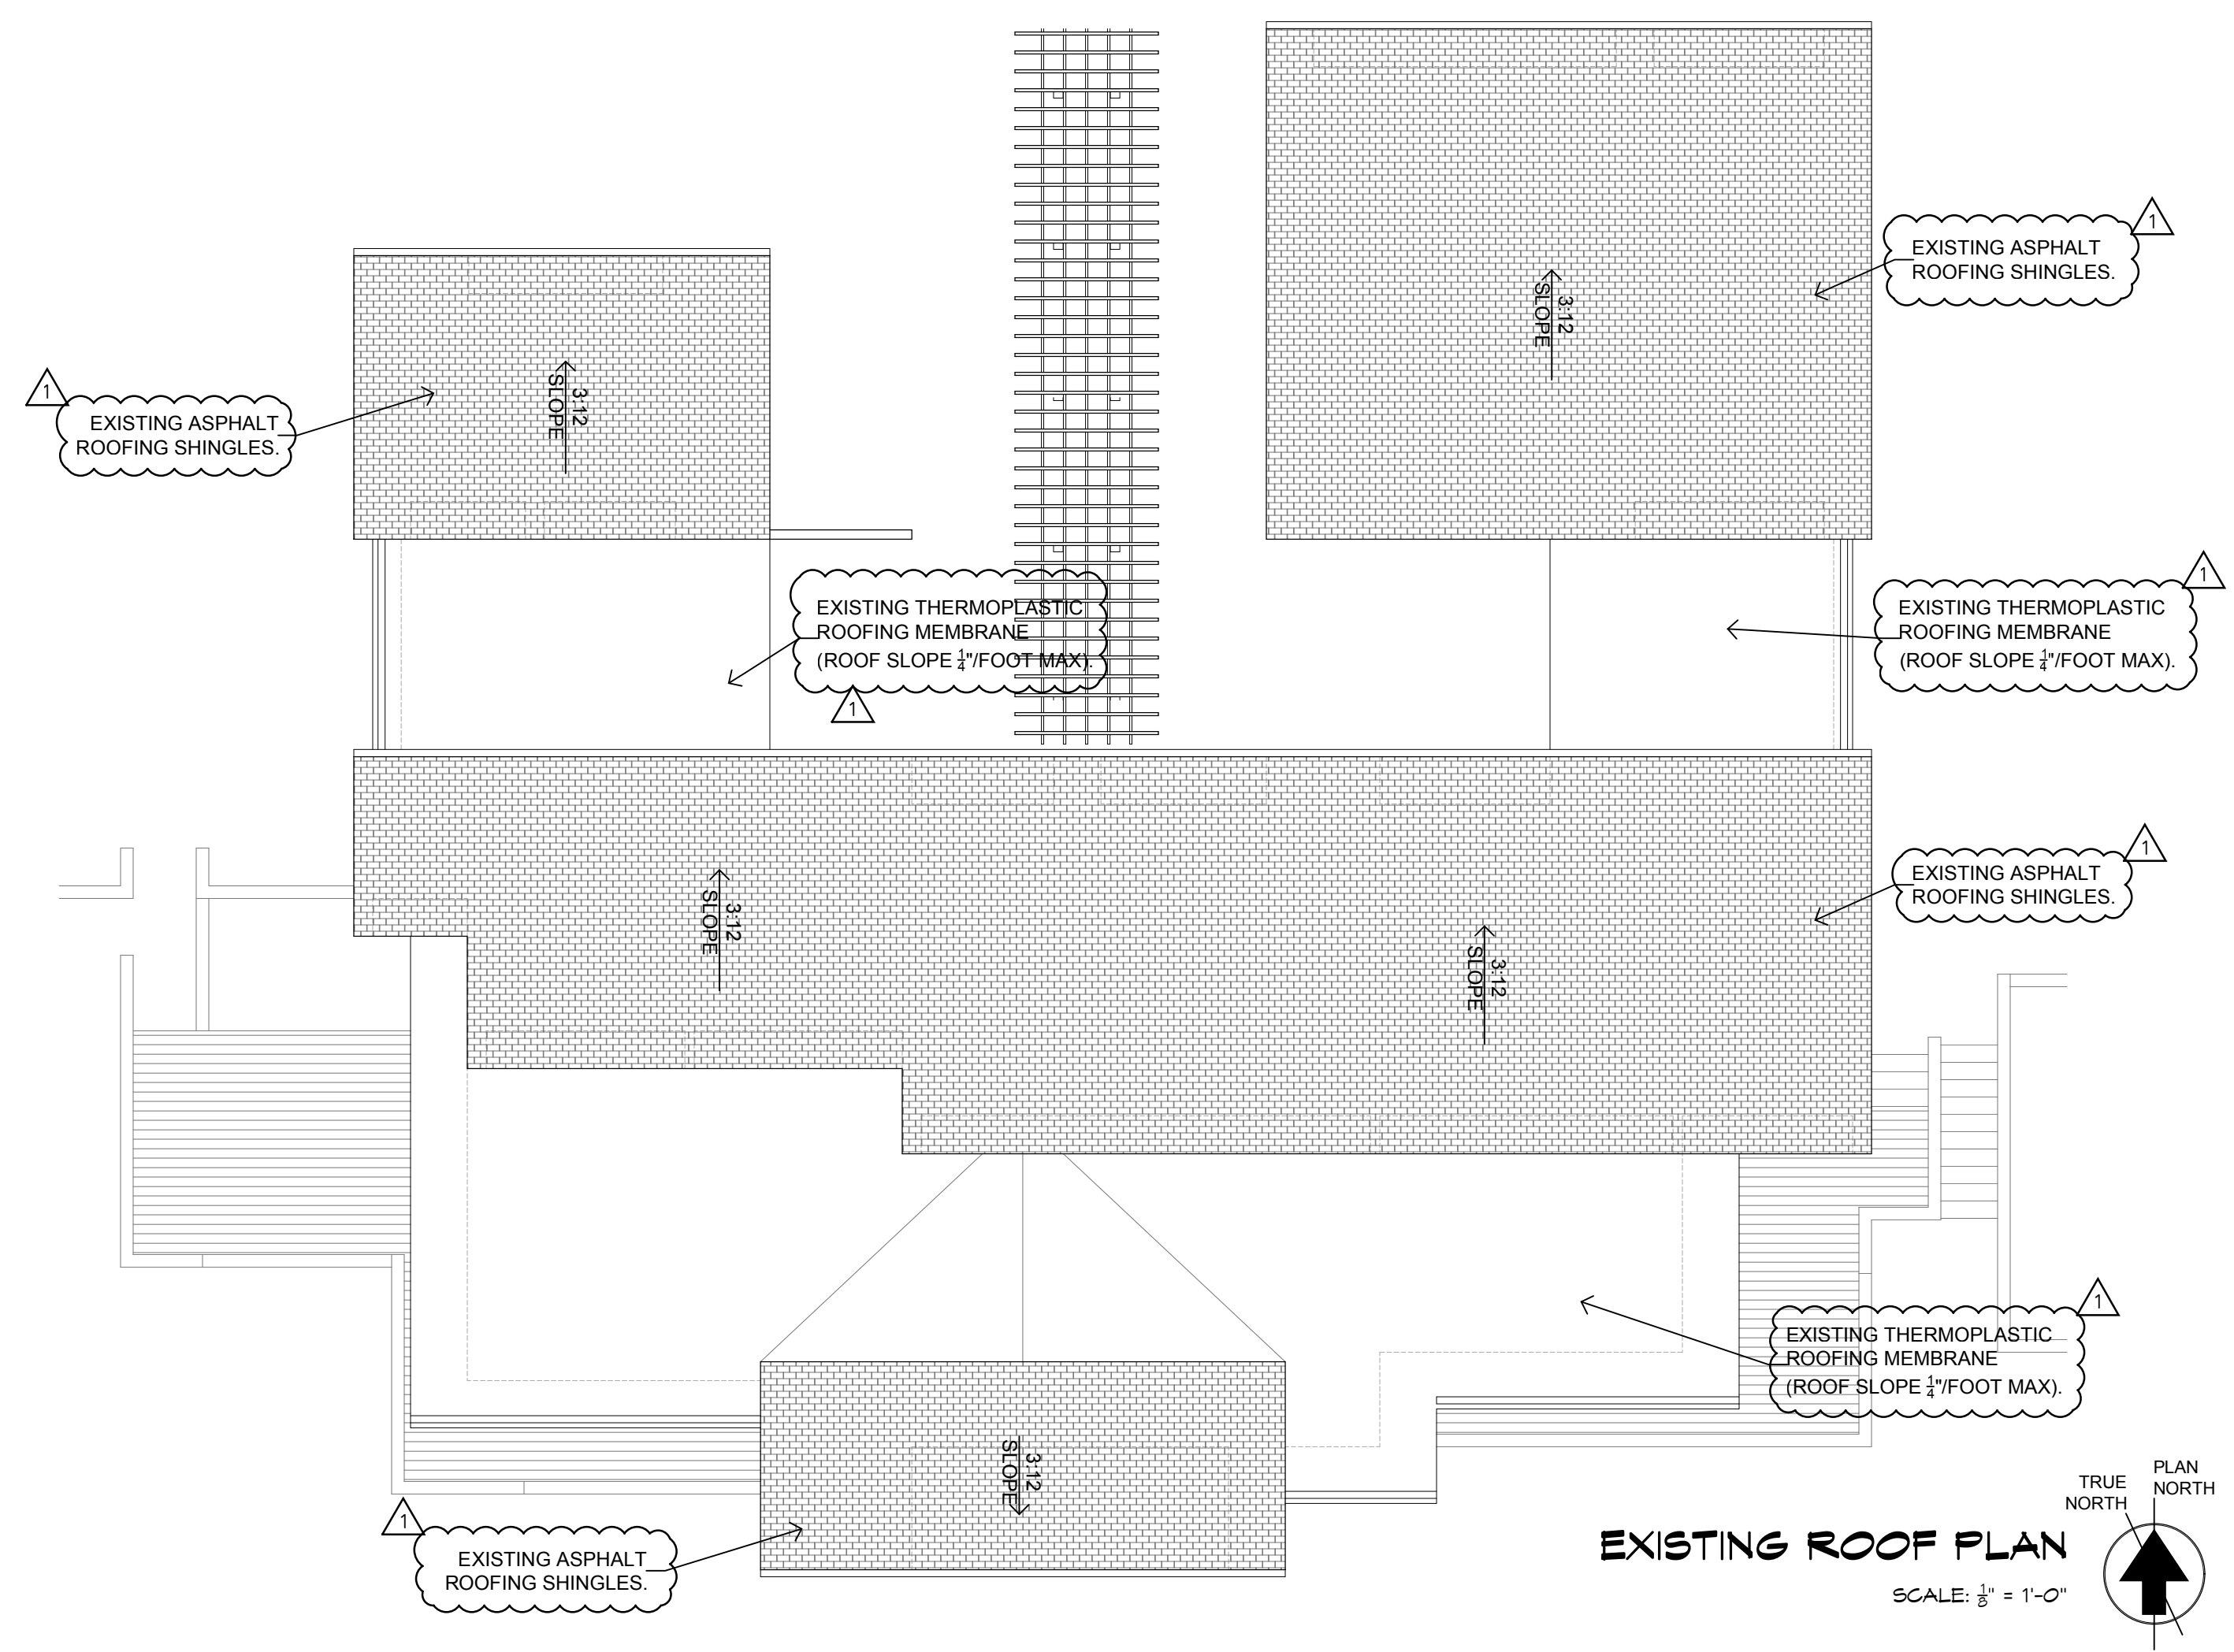 1
EXISTING ASPHALT
ROOFING SHINGLES.
3:12
SLOPE
1
EXISTING ASPHALT
ROOFING SHINGLES.
3:12
SLOPE
EXISTING THERMOPLASTIC
ROOFING MEMBRANE
(ROOF SLOPE 1/4"/FOOT MAX).
1
1
EXISTING THERMOPLASTIC
ROOFING MEMBRANE
(ROOF SLOPE 1/4"/FOOT MAX).
1
EXISTING ASPHALT
ROOFING SHINGLES.
3:12
SLOPE
3:12
SLOPE
1
EXISTING THERMOPLASTIC
ROOFING MEMBRANE
(ROOF SLOPE 1/4"/FOOT MAX).
3:12
SLOPE
1
EXISTING ASPHALT
ROOFING SHINGLES.
EXISTING ROOF PLAN
SCALE: 1/8" = 1'-0"
TRUE
NORTH
PLAN
NORTH